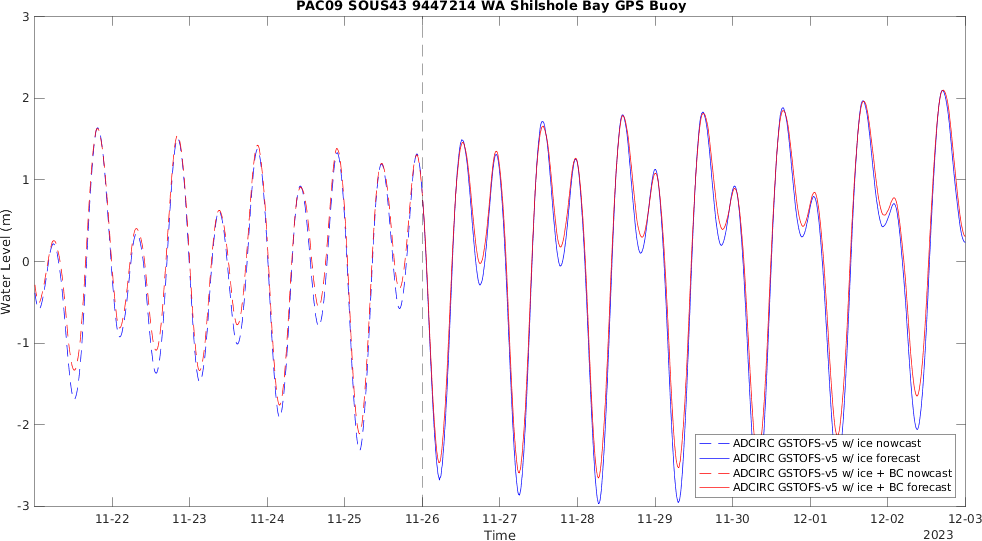 PAC09 SOUS43 9447214 WA Shilshole Bay GPS Buoy
3
2
1
0
-1
-2
-3
Water Level (m)
ADCIRC GSTOFS-v5 w/ ice nowcast
ADCIRC GSTOFS-v5 w/ ice forecast
ADCIRC GSTOFS-v5 w/ ice + BC nowcast
ADCIRC GSTOFS-v5 w/ ice + BC forecast
11-22 11-23 11-24 11-25 11-26 11-27 11-28 11-29 11-30 12-01 12-02 12-03
Time
2023